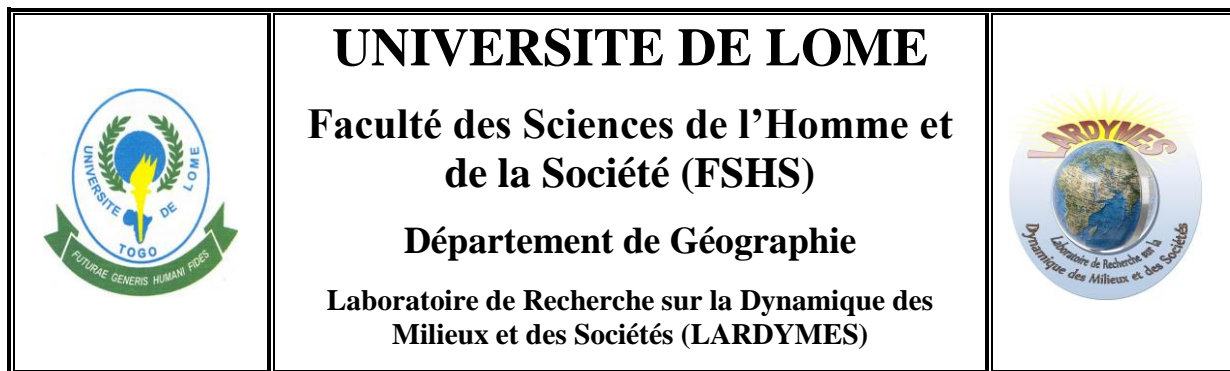 UNIVERSITE DE LOME
TOGO
FUTURAE GENERIS HUMANI FIDES
UNIVERSITE DE LOME
Faculté des Sciences de l’Homme et
de la Société (FSHS)
Département de Géographie
Laboratoire de Recherche sur la Dynamique des
Milieux et des Sociétés (LARDYMES)
LARDYMES
Laboratoire de Recherche sur la
Dynamique des Milieux et des Sociétés